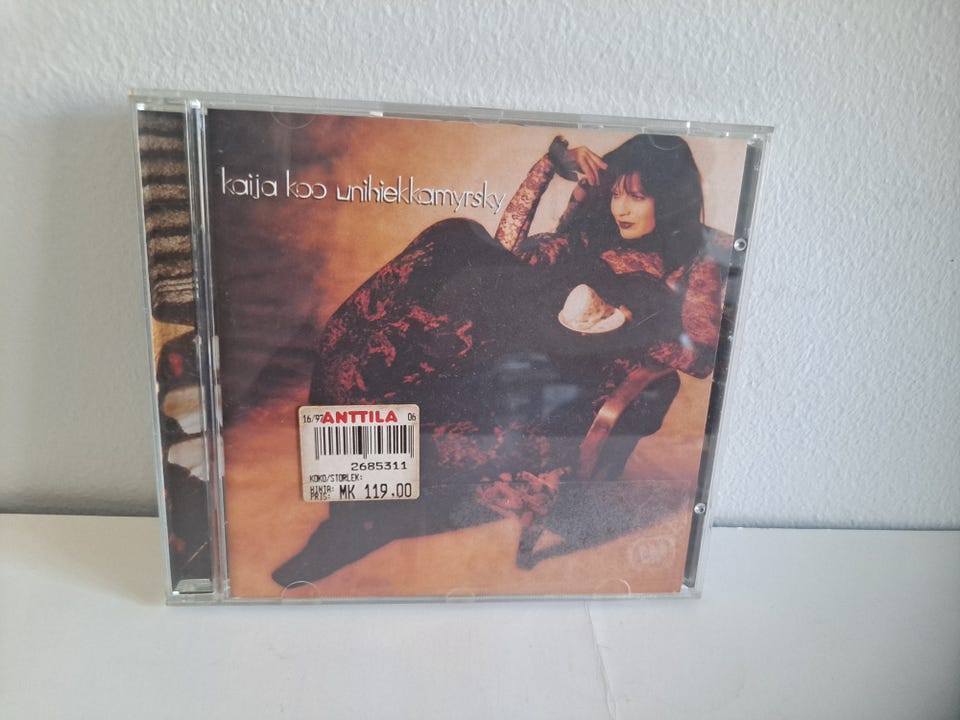 kaija koo unihiekkamyrsky
16/97 ANTTILA 06
2685311
KOKO/STORLEK:
HINTA:
PRIS: MK 119,00